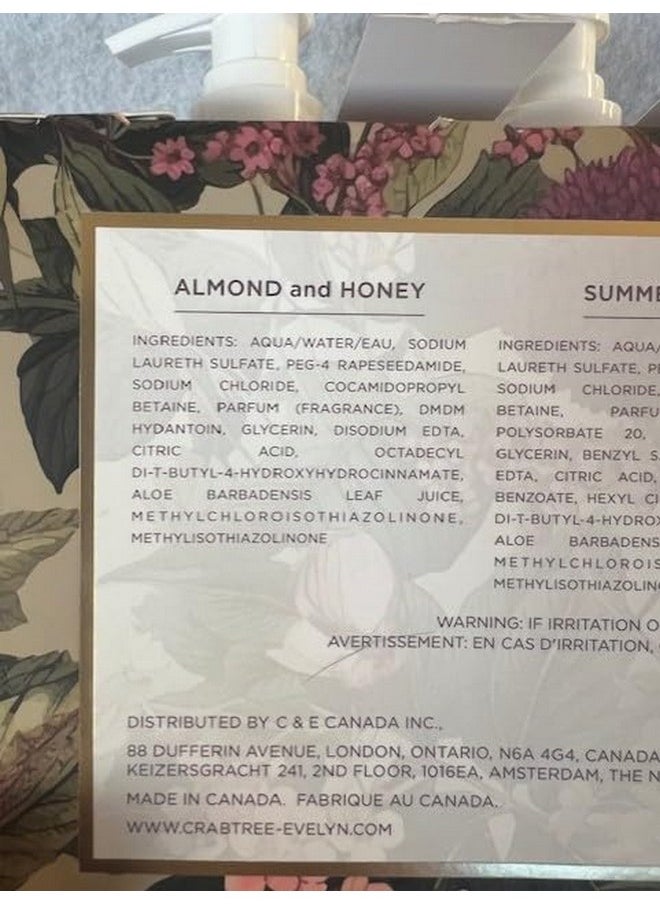 ALMOND and HONEY
INGREDIENTS: AQUA/WATER/EAU, SODIUM
LAURETH SULFATE, PEG-4 RAPESEEDAMIDE,
SODIUM CHLORIDE, COCAMIDOPROPYL
BETAINE, PARFUM (FRAGRANCE), DMDM
HYDANTOIN, GLYCERIN, DISODIUM EDTA,
CITRIC ACID, OCTADECYL
DI-T-BUTYL-4-HYDROXYHYDROCINNAMATE,
ALOE BARBADENSIS LEAF JUICE,
METHYLCHLOROISOTHIAZOLINONE,
METHYLISOTHIAZOLINONE
SUMME
INGREDIENTS: AQUA/
LAURETH SULFATE, PE
SODIUM CHLORIDE,
BETAINE, PARFU
POLYSORBATE 20,
GLYCERIN, BENZYL S
EDTA, CITRIC ACID,
BENZOATE, HEXYL CI
DI-T-BUTYL-4-HYDROX
ALOE BARBADENS
METHYLCHLOROIS
METHYLISOTHIAZOLIN
WARNING: IF IRRITATION O
AVERTISSEMENT: EN CAS D'IRRITATION,
DISTRIBUTED BY C & E CANADA INC.,
88 DUFFERIN AVENUE, LONDON, ONTARIO, N6A 4G4, CANADA
KEIZERSGRACHT 241, 2ND FLOOR, 1016EA, AMSTERDAM, THE N
MADE IN CANADA. FABRIQUE AU CANADA.
WWW.CRABTREE-EVELYN.COM